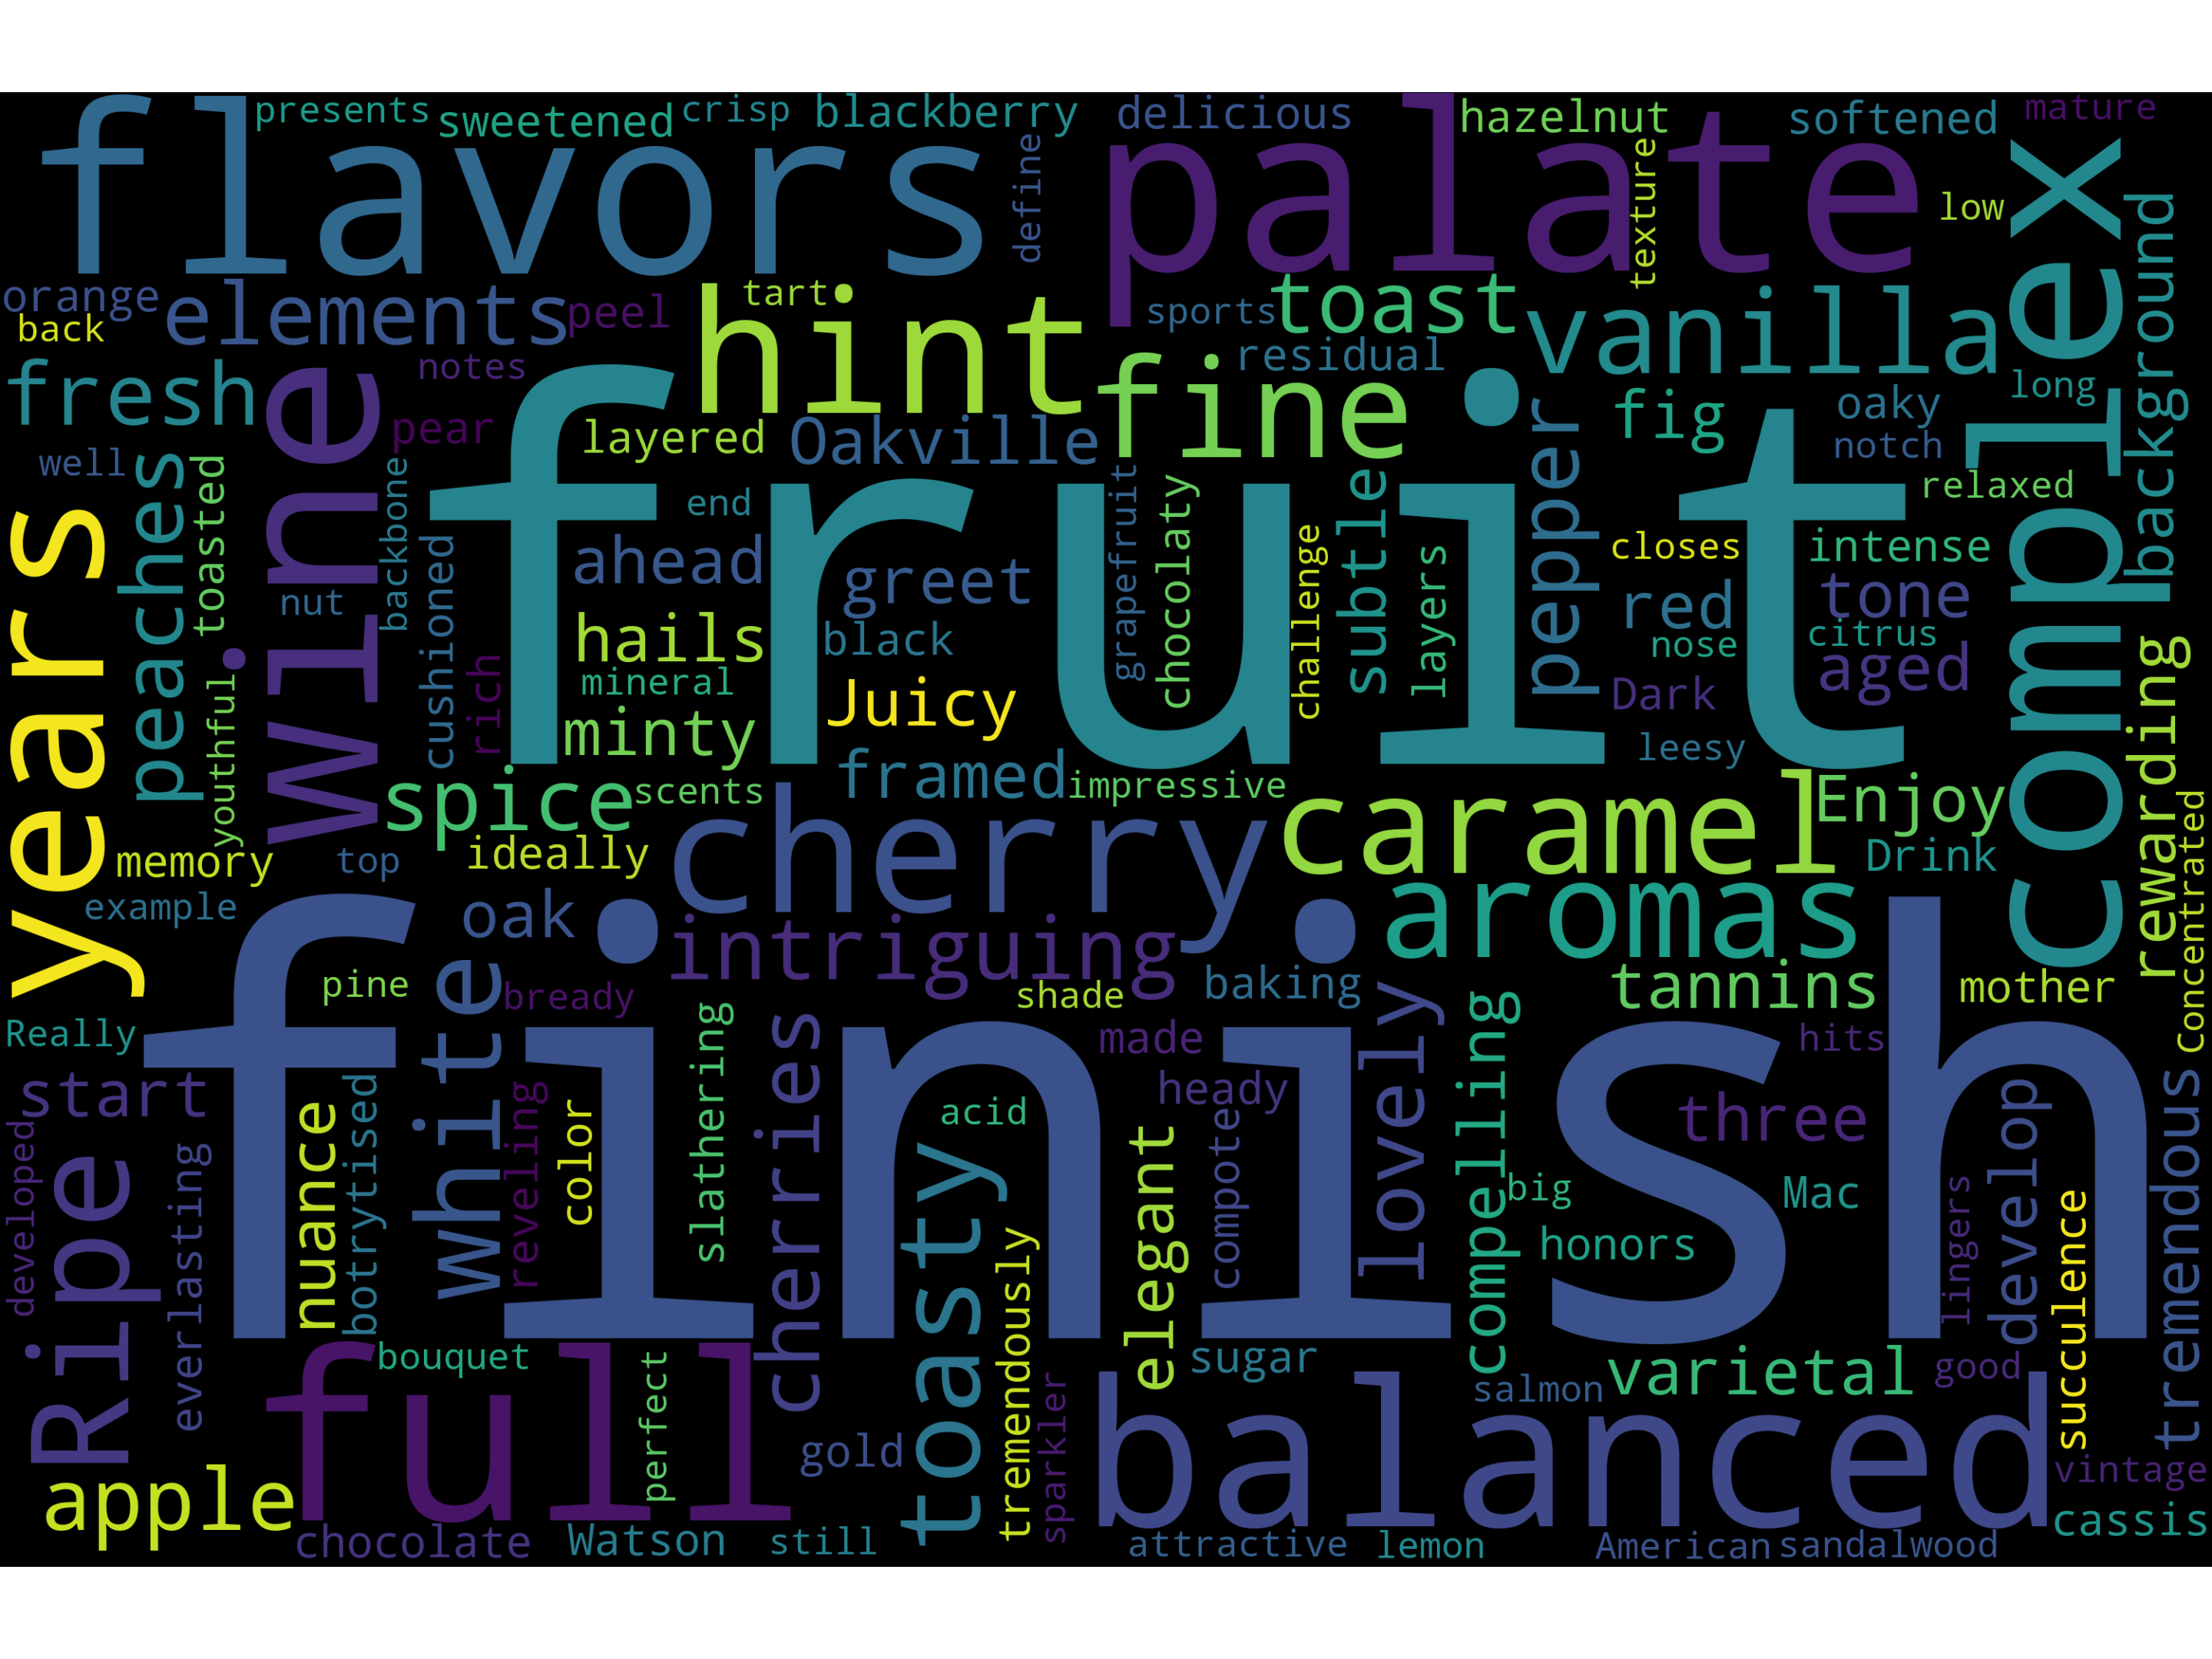 presents
sweetened
crisp
blackberry
delicious
hazelnut
softened
mature
flavors
palate
define
texture
low
complex
background
orange
elements
peel
tart
hint
sports
toast
vanilla
back
notes
residual
fine
fresh
wine
pear
layered
Oakville
fruit
pepper
fig
oaky
long
notch
well
years
peaches
toasted
backbone
end
grapefruit
chocolaty
subtle
relaxed
nut
cushioned
ahead
greet
challenge
layers
closes
intense
red
tone
youthful
rich
hails
black
nose
citrus
mineral
Juicy
Dark
aged
minty
leesy
rewarding
framed
impressive
spice
scents
cherry
caramel
Enjoy
Concentrated
memory
top
ideally
Drink
example
oak
aromas
intriguing
pine
white
bready
shade
baking
lovely
tannins
mother
Really
finish
made
compelling
hits
start
nuance
botrytised
reveling
color
slathering
cherries
acid
heady
three
develop
tremendous
developed
Ripe
everlasting
toasty
tremendously
elegant
compote
big
Mac
honors
lingers
succulence
bouquet
full
perfect
sugar
salmon
varietal
good
gold
sparkler
balanced
vintage
apple
chocolate
Watson
still
attractive
lemon
American
sandalwood
cassis